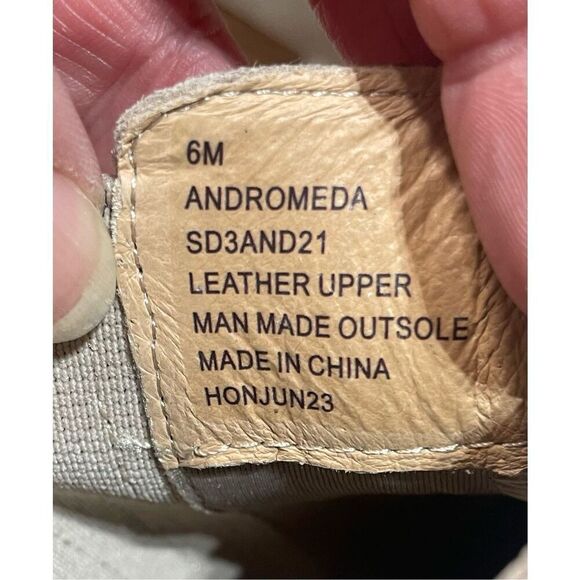 6M
ANDROMEDA
SD3AND21
LEATHER UPPER
MAN MADE OUTSOLE
MADE IN CHINA
HONJUN23